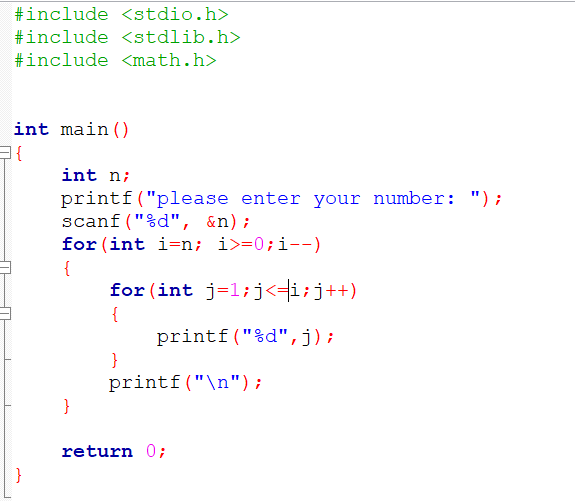 #include <stdio.h>
#include <stdlib.h>
#include <math.h>
int main()
{
    int n;
    printf("please enter your number: ");
    scanf("%d", &n);
    for(int i=n; i>=0;i--)
    {
        for(int j=1;j<=i;j++)
        {
            printf("%d",j);
        }
        printf("\n");
    }
    return 0;
}